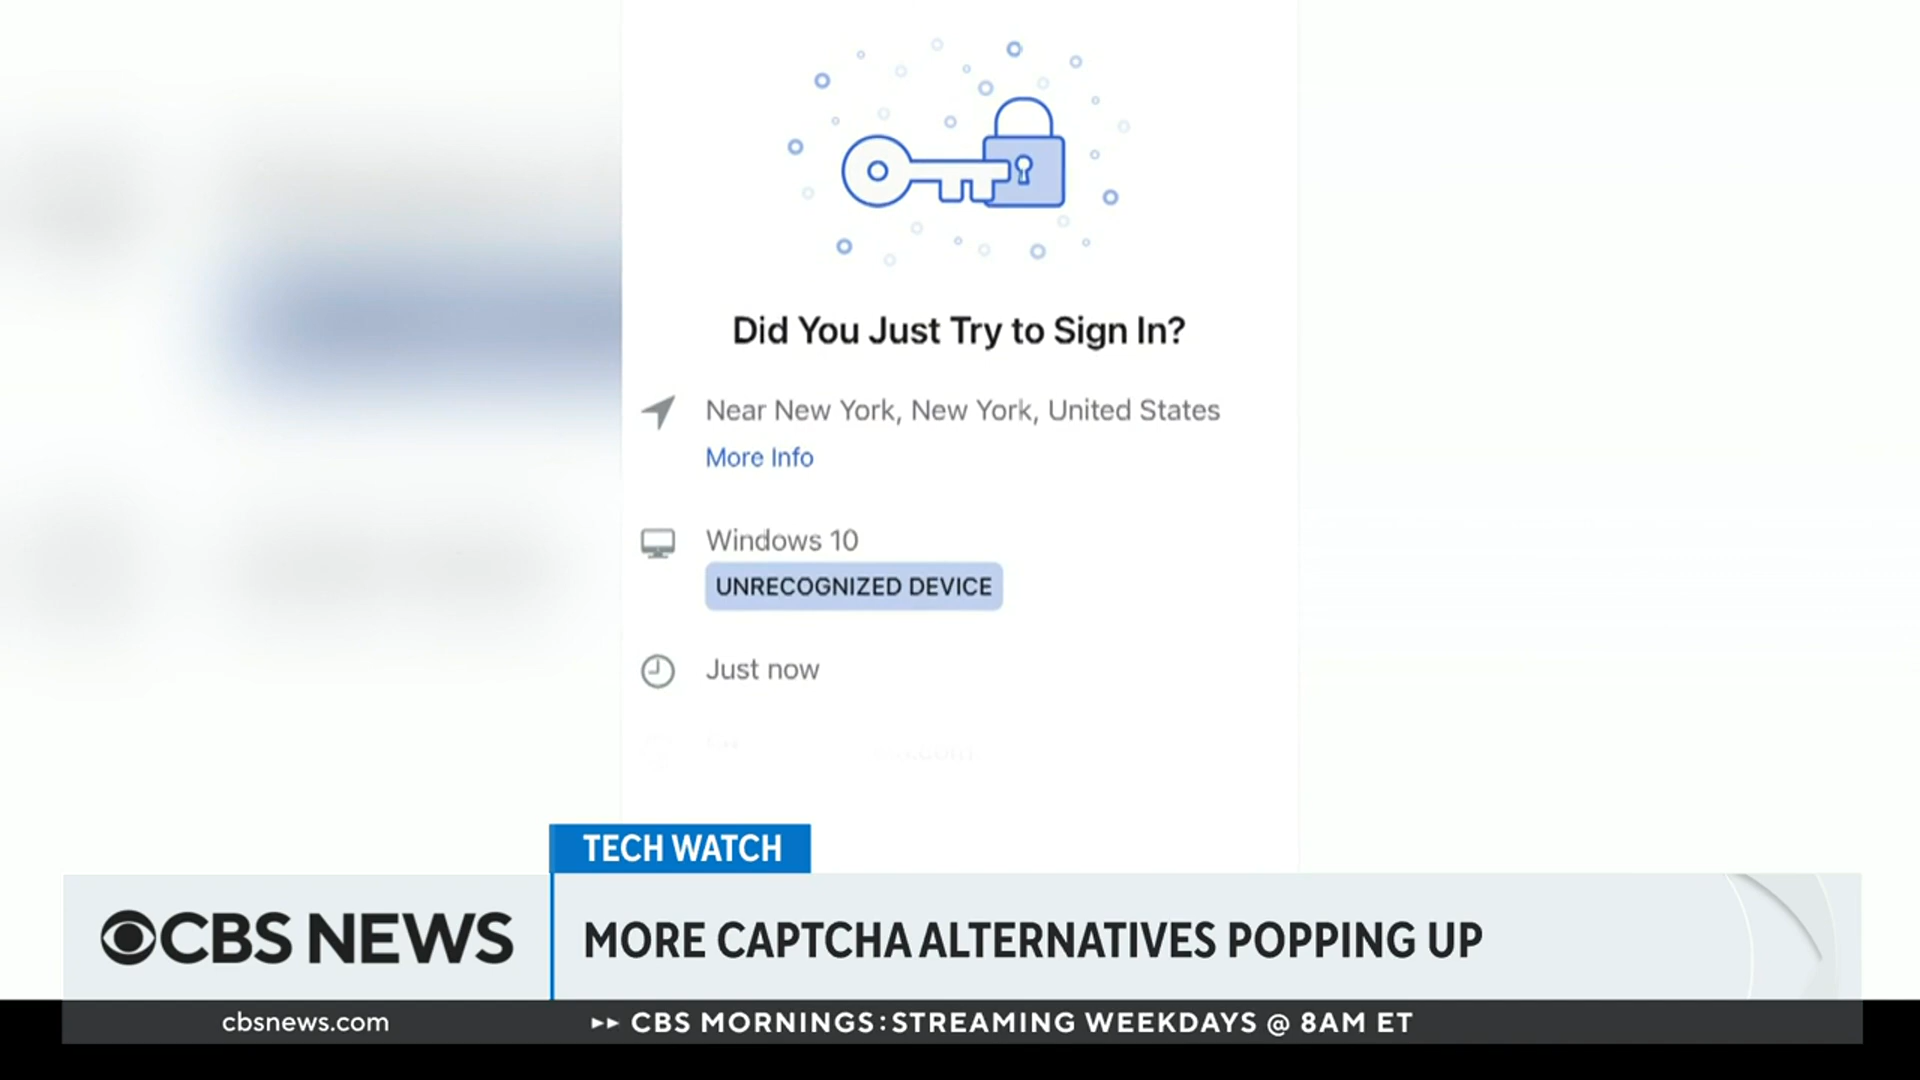 Did You Just Try to Sign In?
Near New York, New York, United States
More Info
Windows 10
UNRECOGNIZED DEVICE
Just now
TECH WATCH
CBS NEWS
MORE CAPTCHA ALTERNATIVES POPPING UP
cbsnews.com
CBS MORNINGS: STREAMING WEEKDAYS @ 8AM ET